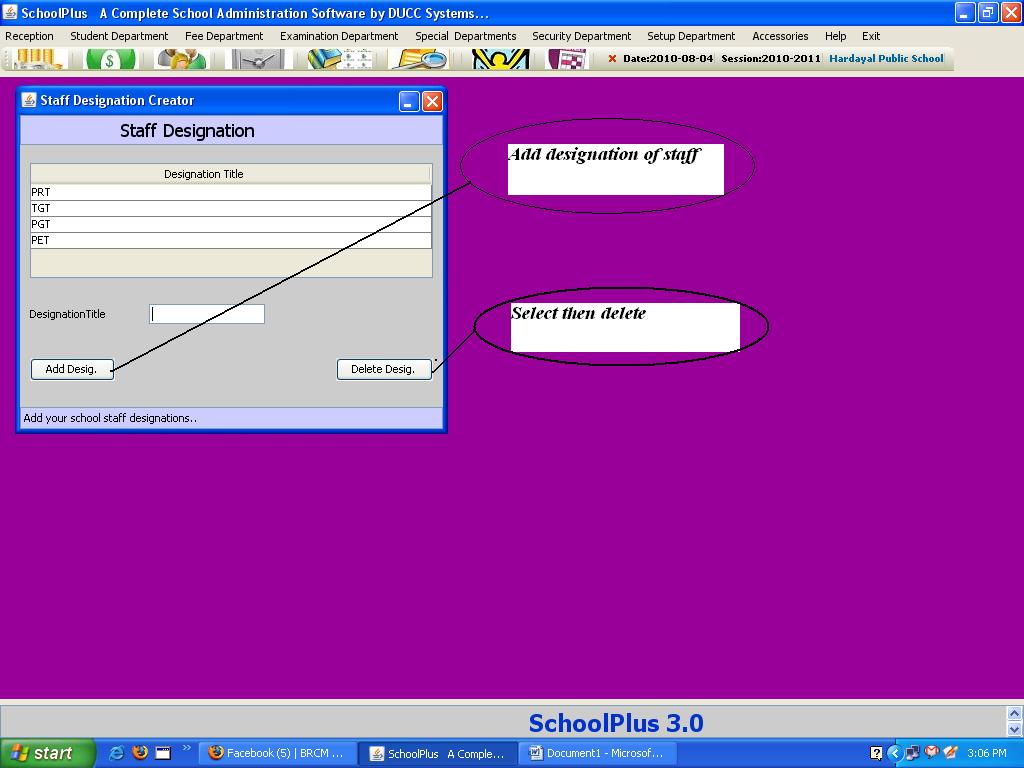 SchoolPlus A Complete School Administration Software by DUCC Systems...
Reception Student Department Fee Department Examination Department Special Departments Security Department Setup Department Accessories Help Exit
Date:2010-08-04 Session:2010-2011 Hardayal Public School
Staff Designation Creator
Staff Designation
Designation Title
PRT
TGT
PGT
PET
DesignationTitle
Add Desig. Delete Desig.
Add your school staff designations..
Add designation of staff
Select then delete
SchoolPlus 3.0
start Facebook (5) | BRCM ... SchoolPlus A Comple... Document1 - Microsof... 3:06 PM